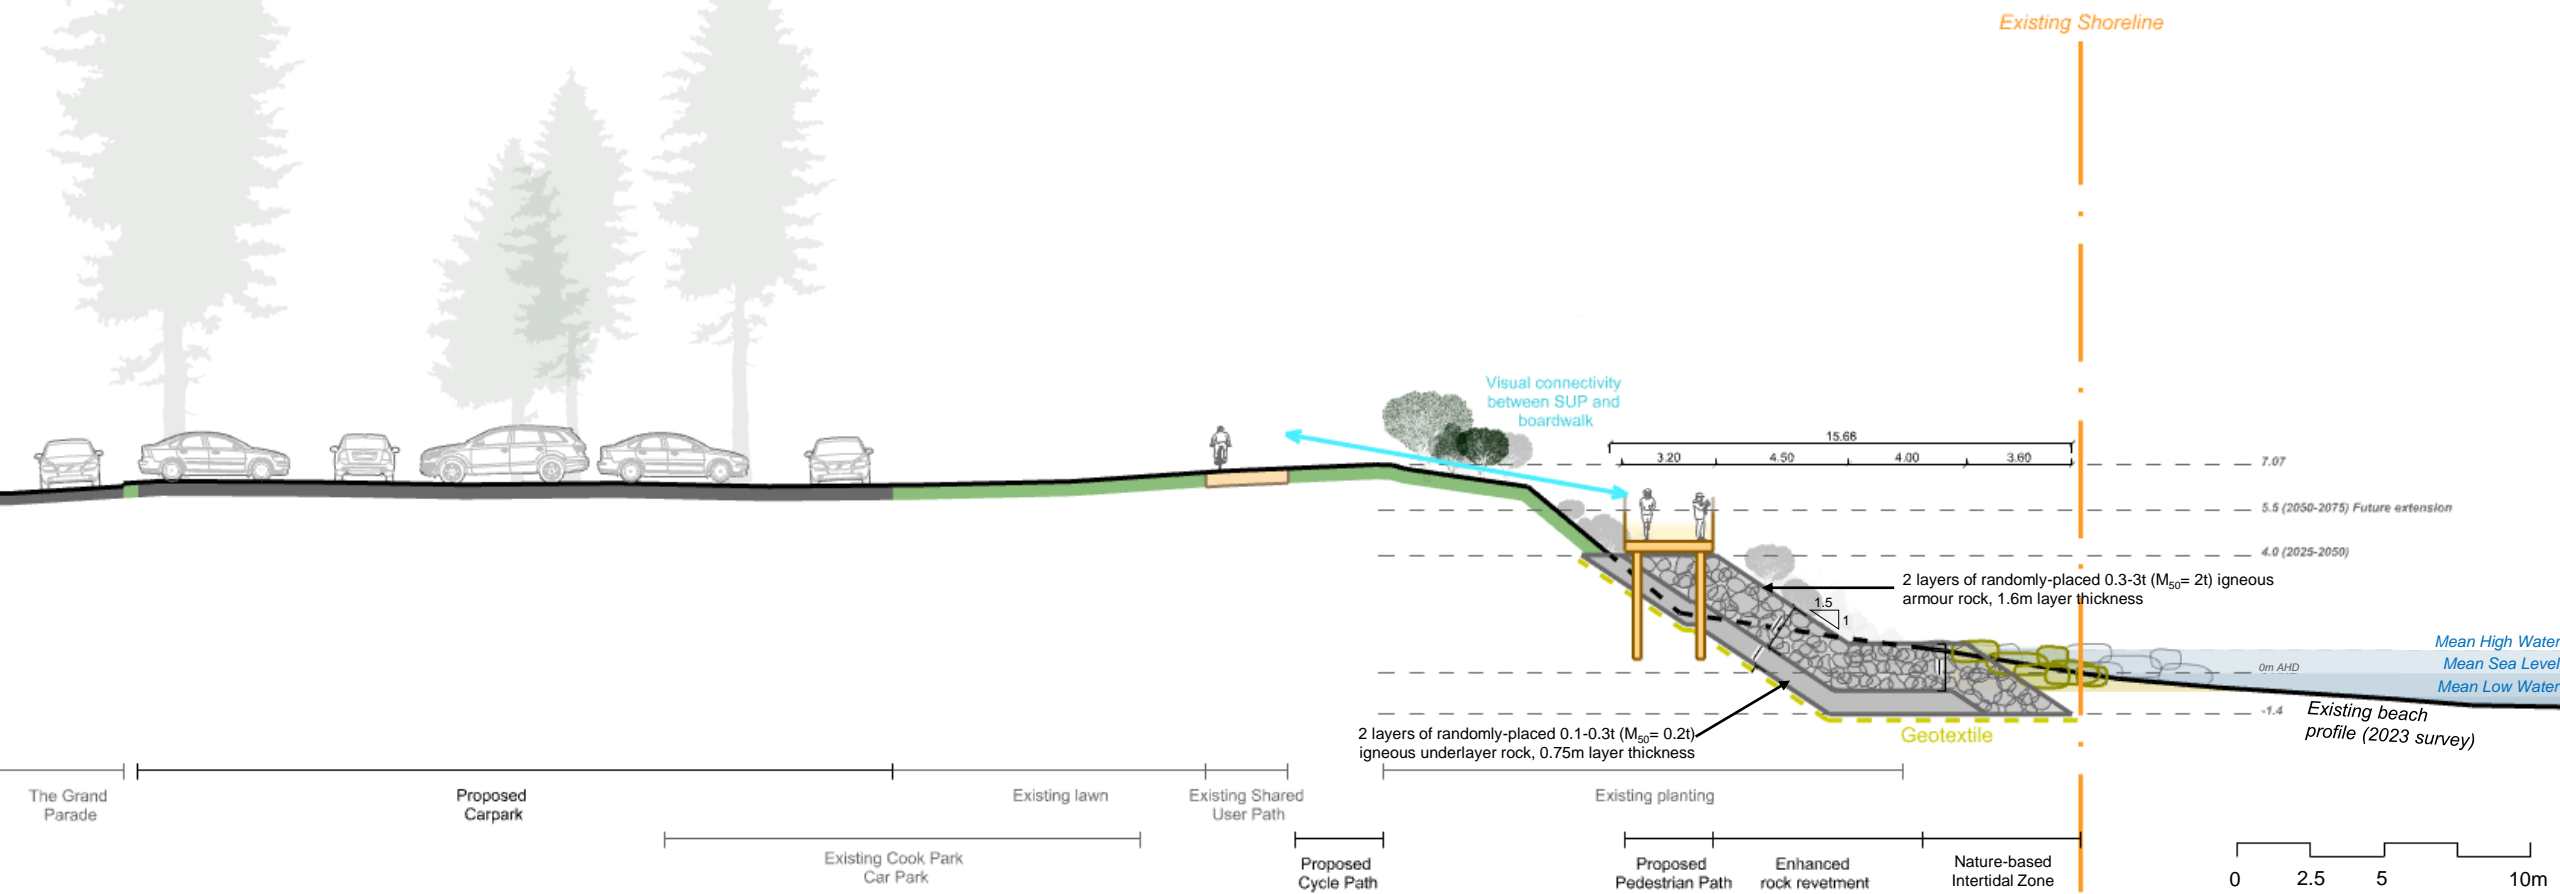 Existing Shoreline
Visual connectivity
between SUP and
boardwalk
15.66
3.20
4.50
4.00
3.60
7.07
5.5 (2050-2075) Future extension
4.0 (2025-2050)
2 layers of randomly-placed 0.3-3t (M50= 2t) igneous
armour rock, 1.6m layer thickness
1.5
1
Mean High Water
Mean Sea Level
0m AHD
Mean Low Water
-1.4
Existing beach
profile (2023 survey)
Geotextile
2 layers of randomly-placed 0.1-0.3t (M50= 0.2t)
igneous underlayer rock, 0.75m layer thickness
The Grand
Parade
Proposed
Carpark
Existing lawn
Existing Shared
User Path
Existing planting
Existing Cook Park
Car Park
Proposed
Cycle Path
Proposed
Pedestrian Path
Enhanced
rock revetment
Nature-based
Intertidal Zone
0 2.5 5 10m